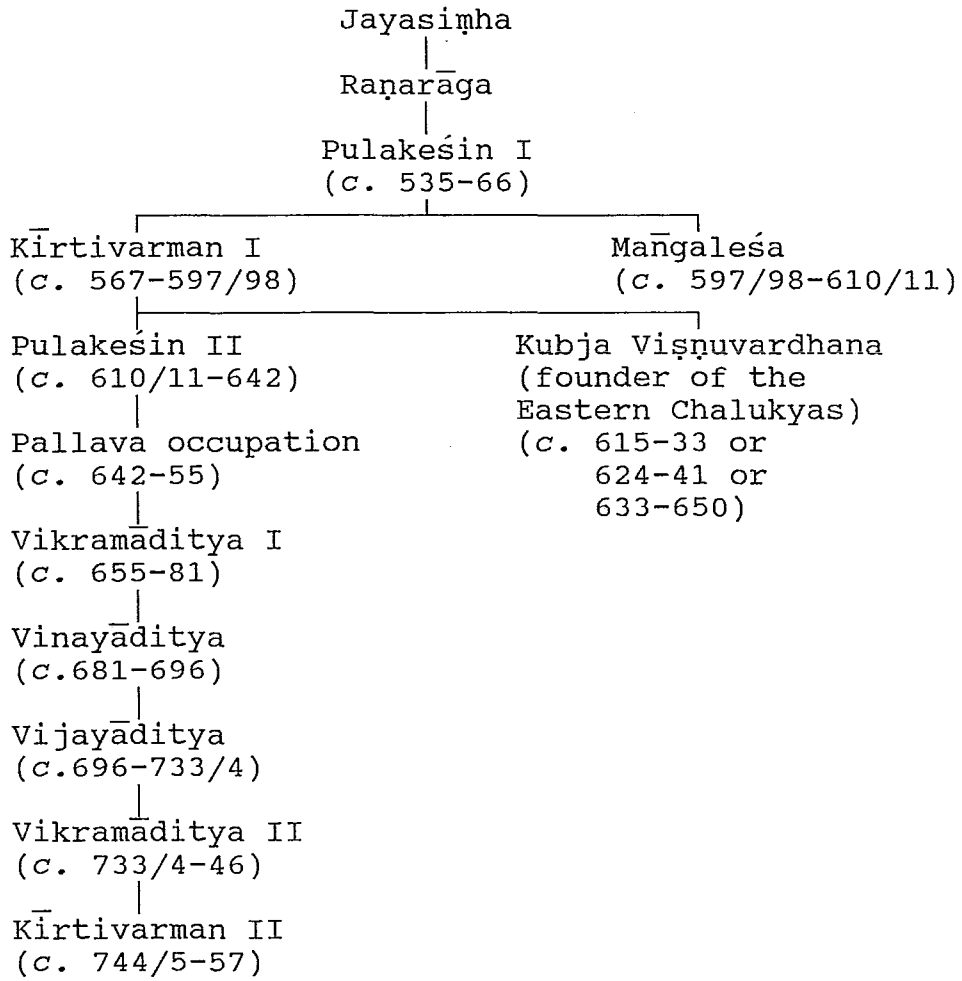 Jayasiṃha
Raṇarāga
Pulakeśin I
(c. 535-66)
Kīrtivarman I
(c. 567-597/98)
Man̄galeśa
(c. 597/98-610/11)
Pulakeśin II
(c. 610/11-642)
Kubja Viṣṇuvardhana
(founder of the
Eastern Chalukyas)
(c. 615-33 or
624-41 or
633-650)
Pallava occupation
(c. 642-55)
Vikramāditya I
(c. 655-81)
Vinayāditya
(c.681-696)
Vijayāditya
(c.696-733/4)
Vikramāditya II
(c. 733/4-46)
Kīrtivarman II
(c. 744/5-57)